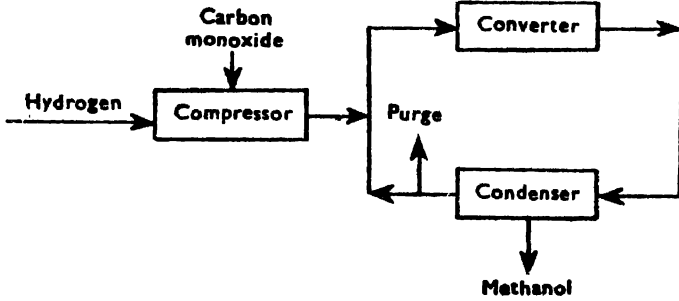 Carbon
monoxide
Converter
Hydrogen
Compressor
Purge
Condenser
Methanol